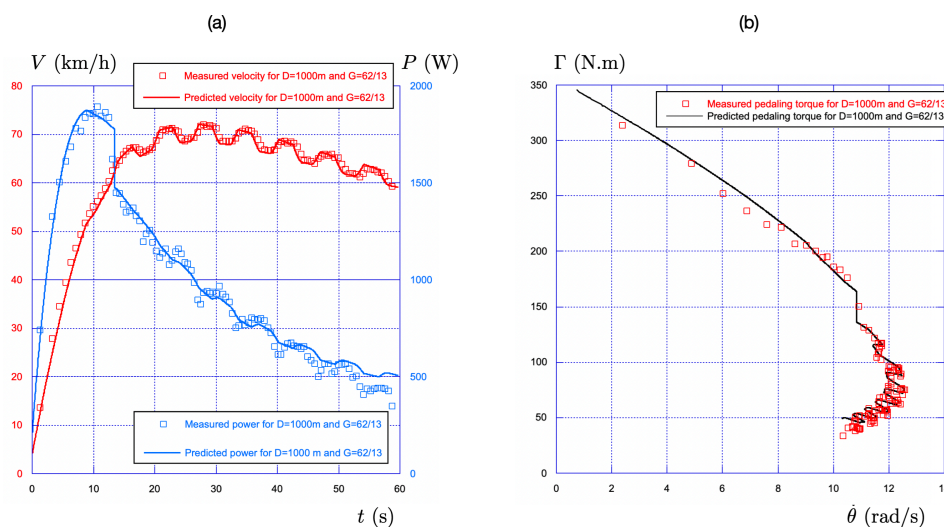 (a)
(b)
V (km/h)
P (W)
Γ (N.m)
80
70
60
50
40
30
20
10
0
2000
1500
1000
500
0
Measured velocity for D=1000m and G=62/13
Predicted velocity for D=1000m and G=62/13
Measured power for D=1000m and G=62/13
Predicted power for D=1000 m and G=62/13
0 10 20 30 40 50 60
t (s)
350
300
250
200
150
100
50
0
Measured pedaling torque for D=1000m and G=62/13
Predicted pedaling torque for D=1000m and G=62/13
0 2 4 6 8 10 12 14
θ̇ (rad/s)